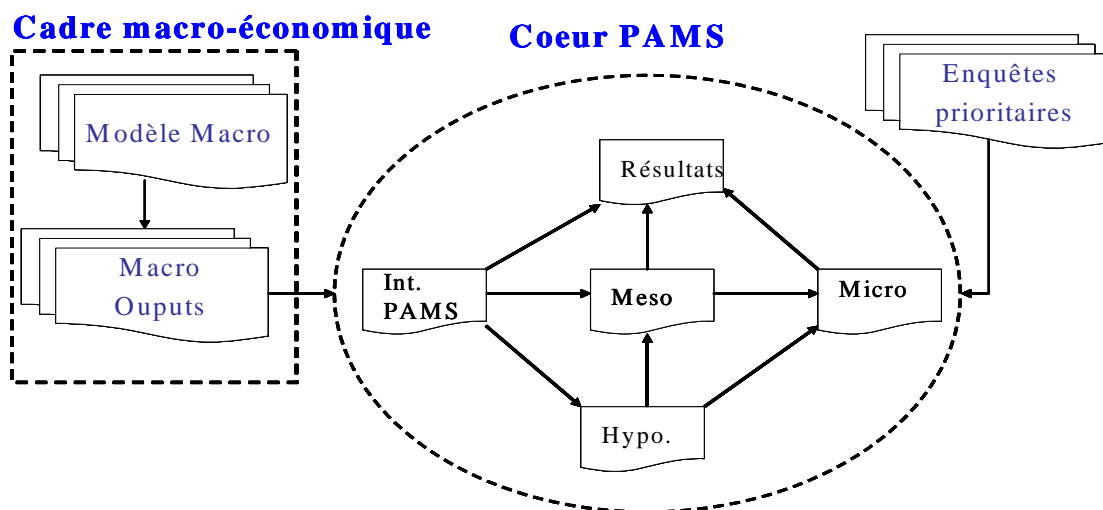 Cadre macro-économique
Coeur PAMS
Enquêtes
prioritaires
Modèle Macro
Résultats
Macro
Ouputs
Int.
PAMS
Meso
Micro
Hypo.